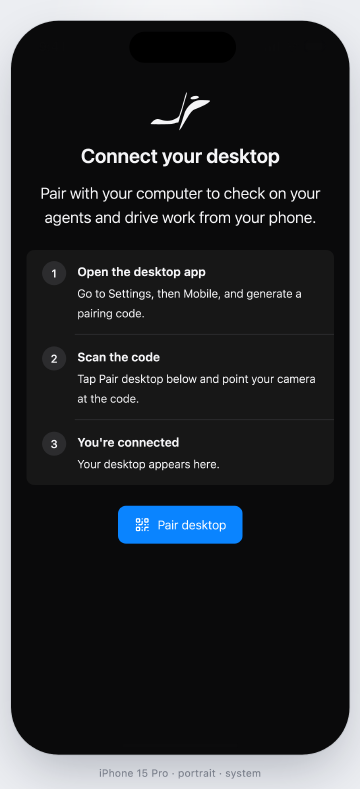 Connect your desktop
Pair with your computer to check on your
agents and drive work from your phone.
1
Open the desktop app
Go to Settings, then Mobile, and generate a
pairing code.
2
Scan the code
Tap Pair desktop below and point your camera
at the code.
3
You're connected
Your desktop appears here.
Pair desktop
iPhone 15 Pro · portrait · system